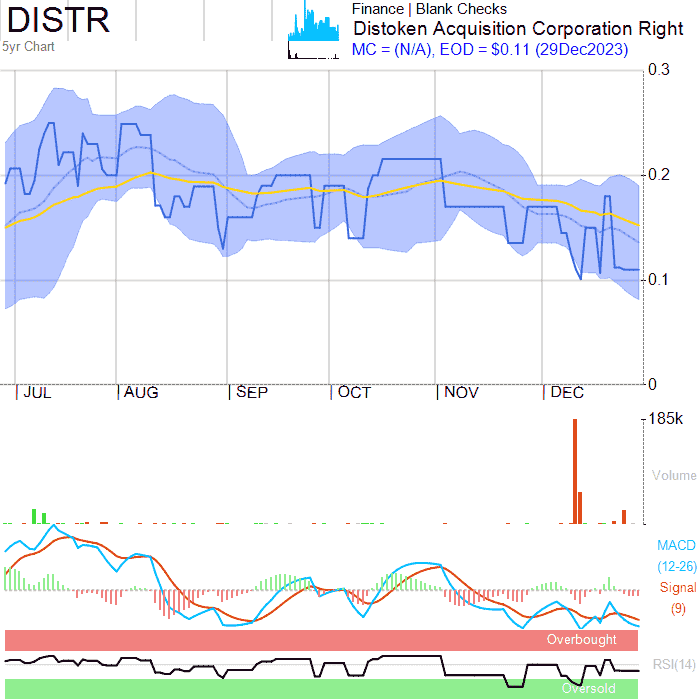 DISTR
5yr Chart
Finance | Blank Checks
Distoken Acquisition Corporation Right
MC = (N/A), EOD = $0.11 (29Dec2023)
0.3
0.2
0.1
0
JUL
AUG
SEP
OCT
NOV
DEC
185k
Volume
MACD
(12-26)
Signal
(9)
Overbought
RSI(14)
Oversold